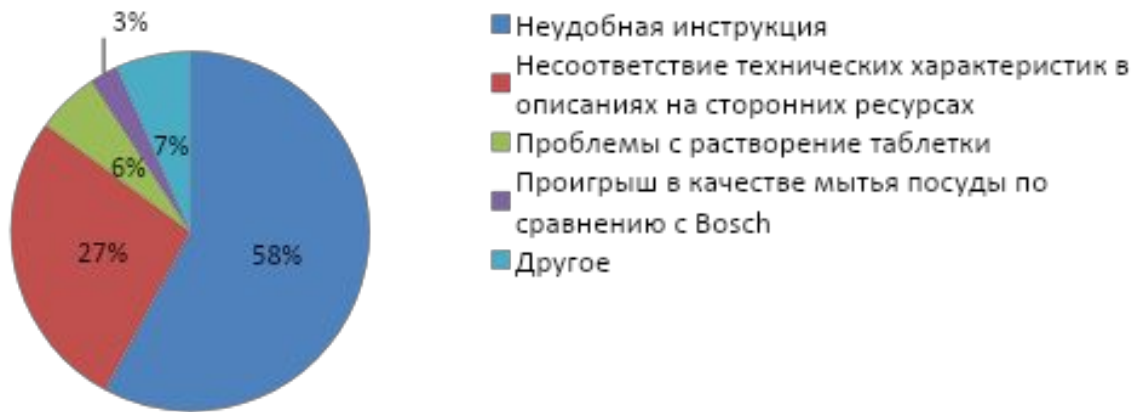 3%
7%
6%
27%
58%
Неудобная инструкция
Несоответствие технических характеристик в
описаниях на сторонних ресурсах
Проблемы с растворение таблетки
Проигрыш в качестве мытья посуды по
сравнению с Bosch
Другое